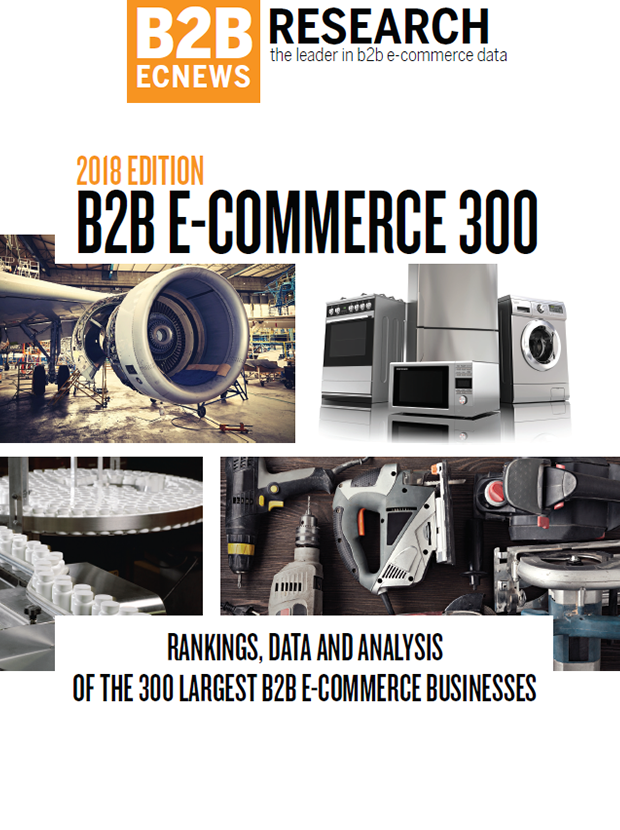 B2B
ECNEWS
RESEARCH
the leader in b2b e-commerce data
2018 EDITION
B2B E-COMMERCE 300
RANKINGS, DATA AND ANALYSIS
OF THE 300 LARGEST B2B E-COMMERCE BUSINESSES